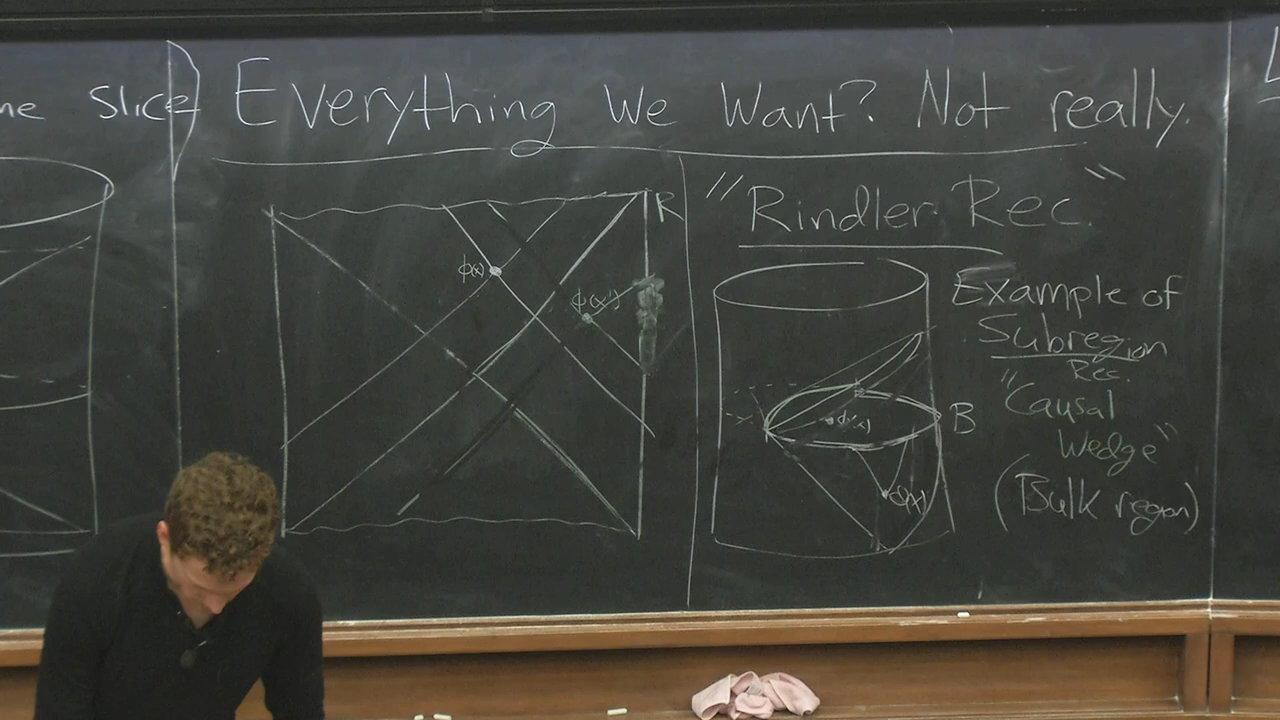 me Slice
Everything We Want? Not really.
"Rindler Rec."
R
ϕ(x)
ϕ(x')
Example of
Subregion
Rec.
"Causal
Wedge"
(Bulk region)
B
ϕ(x)
ϕ(x)